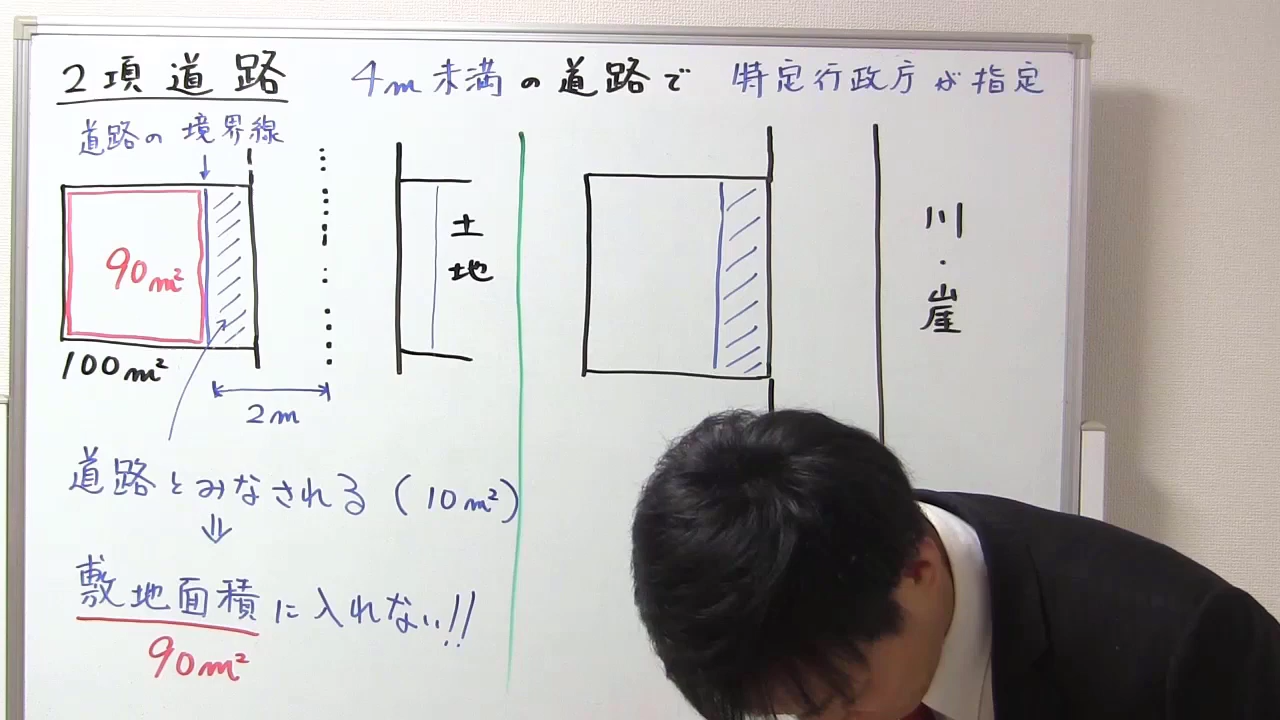 2項道路 4m未満の道路で 特定行政庁が指定
道路の境界線
90m²
100m²
2m
土地
道路とみなされる(10m²)
⇓
敷地面積に入れない!!
90m²
川・崖